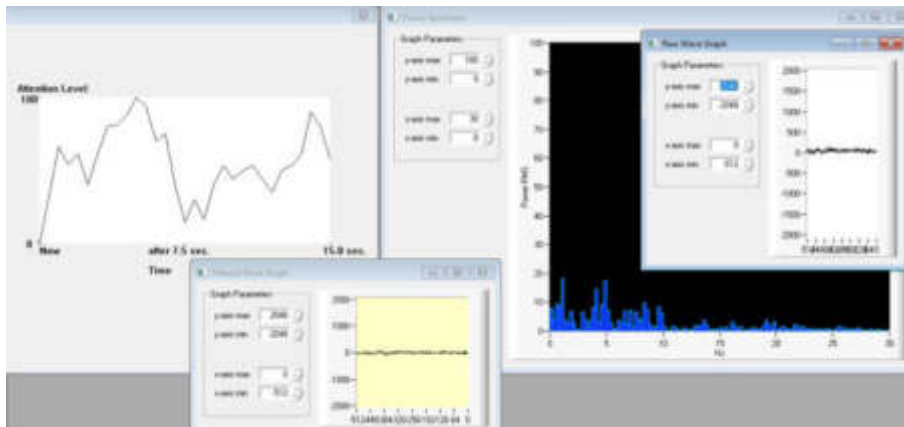 Attention Level
100
0
Now
after 7.5 sec.
15.0 sec.
Time
Power Spectrum
Graph Parameters
y-axis max
100
y-axis min
0
x-axis max
30
x-axis min
0
Power RMS
100
90
80
70
60
50
40
30
20
10
0
0
5
10
15
20
25
30
Hz
Raw Wave Graph
Graph Parameters
y-axis max
y-axis min
-2048
x-axis max
0
x-axis min
512
2000
1500
1000
500
0
-500
-1000
-1500
-2000
Graph Parameters
y-axis max
2048
y-axis min
-2048
x-axis max
0
x-axis min
512
2000
1000
0
-1000
-2000